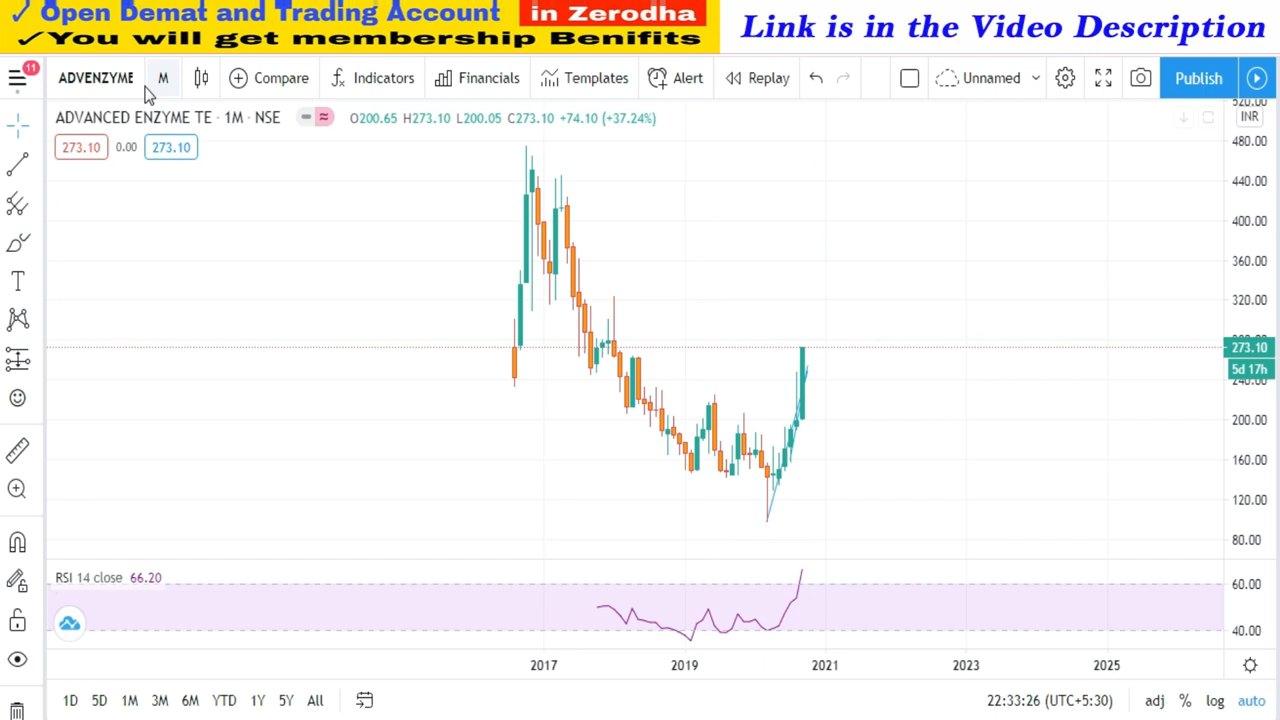 ✓ Open Demat and Trading Account in Zerodha
✓You will get membership Benifits
Link is in the Video Description
11
ADVENZYME M Compare Indicators Financials Templates Alert Replay Unnamed Publish
ADVANCED ENZYME TE · 1M · NSE O200.65 H273.10 L200.05 C273.10 +74.10 (+37.24%)
273.10 0.00 273.10
520.00
INR
480.00
440.00
400.00
360.00
320.00
273.10
5d 17h
240.00
200.00
160.00
120.00
80.00
RSI 14 close 66.20
60.00
40.00
2017 2019 2021 2023 2025
1D 5D 1M 3M 6M YTD 1Y 5Y All 22:33:26 (UTC+5:30) adj % log auto